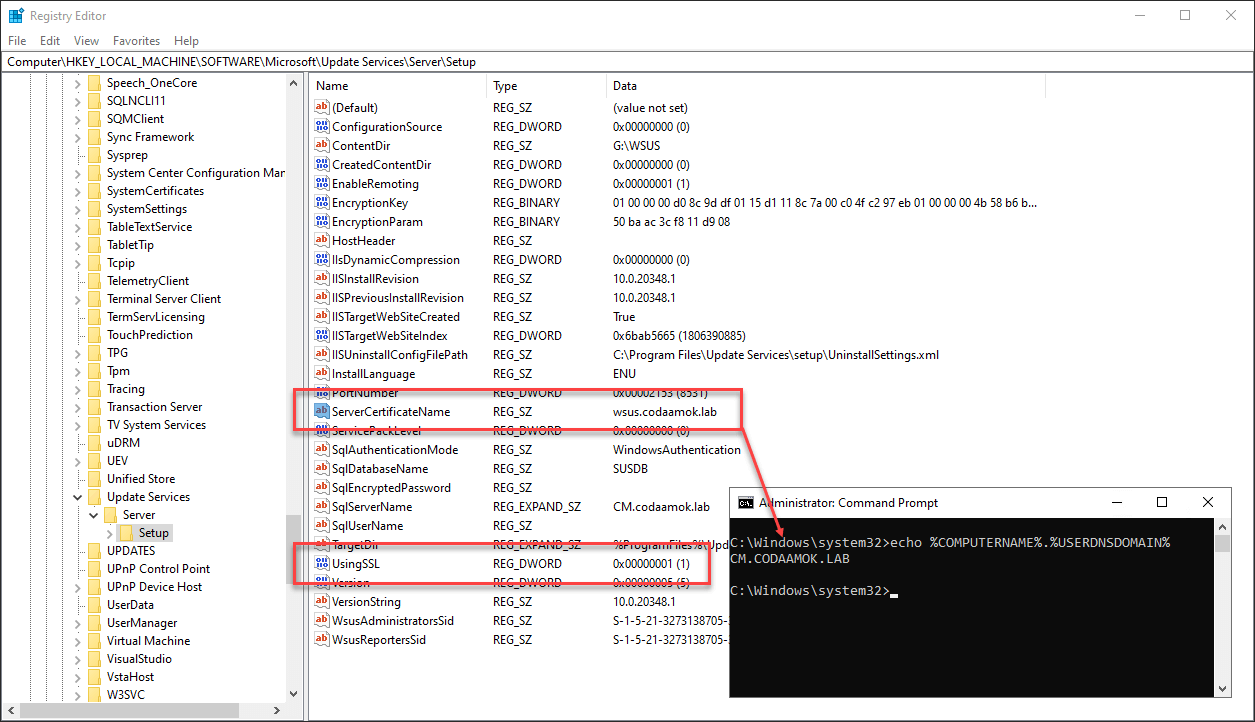 Registry Editor
File Edit View Favorites Help
Computer\HKEY_LOCAL_MACHINE\SOFTWARE\Microsoft\Update Services\Server\Setup
Speech_OneCore
SQLNCLI11
SQMClient
Sync Framework
Sysprep
System Center Configuration Mar
SystemCertificates
SystemSettings
TableTextService
TabletTip
Tcpip
TelemetryClient
Terminal Server Client
TermServLicensing
TouchPrediction
TPG
Tpm
Tracing
Transaction Server
TV System Services
uDRM
UEV
Unified Store
Update Services
Server
Setup
UPDATES
UPnP Control Point
UPnP Device Host
UserData
UserManager
Virtual Machine
VisualStudio
VstaHost
W3SVC
Name Type Data
(Default) REG_SZ (value not set)
ConfigurationSource REG_DWORD 0x00000000 (0)
ContentDir REG_SZ G:\WSUS
CreatedContentDir REG_DWORD 0x00000000 (0)
EnableRemoting REG_DWORD 0x00000001 (1)
EncryptionKey REG_BINARY 01 00 00 00 d0 8c 9d df 01 15 d1 11 8c 7a 00 c0 4f c2 97 eb 01 00 00 00 4b 58 b6 b...
EncryptionParam REG_BINARY 50 ba ac 3c f8 11 d9 08
HostHeader REG_SZ
IIsDynamicCompression REG_DWORD 0x00000000 (0)
IISInstallRevision REG_SZ 10.0.20348.1
IISPreviousInstallRevision REG_SZ 10.0.20348.1
IISTargetWebSiteCreated REG_SZ True
IISTargetWebSiteIndex REG_DWORD 0x6bab5665 (1806390885)
IISUninstallConfigFilePath REG_SZ C:\Program Files\Update Services\setup\UninstallSettings.xml
InstallLanguage REG_SZ ENU
PortNumber REG_DWORD 0x00002153 (8531)
ServerCertificateName REG_SZ wsus.codaamok.lab
ServicePackLevel REG_DWORD 0x00000000 (0)
SqlAuthenticationMode REG_SZ WindowsAuthentication
SqlDatabaseName REG_SZ SUSDB
SqlEncryptedPassword REG_SZ
SqlServerName REG_EXPAND_SZ CM.codaamok.lab
SqlUserName REG_SZ
TargetDir REG_EXPAND_SZ %ProgramFiles%\Upd
UsingSSL REG_DWORD 0x00000001 (1)
Version REG_DWORD 0x00000005 (5)
VersionString REG_SZ 10.0.20348.1
WsusAdministratorsSid REG_SZ S-1-5-21-3273138705-
WsusReportersSid REG_SZ S-1-5-21-3273138705-
Administrator: Command Prompt
C:\Windows\system32>echo %COMPUTERNAME%.%USERDNSDOMAIN%
CM.CODAAMOK.LAB
C:\Windows\system32>